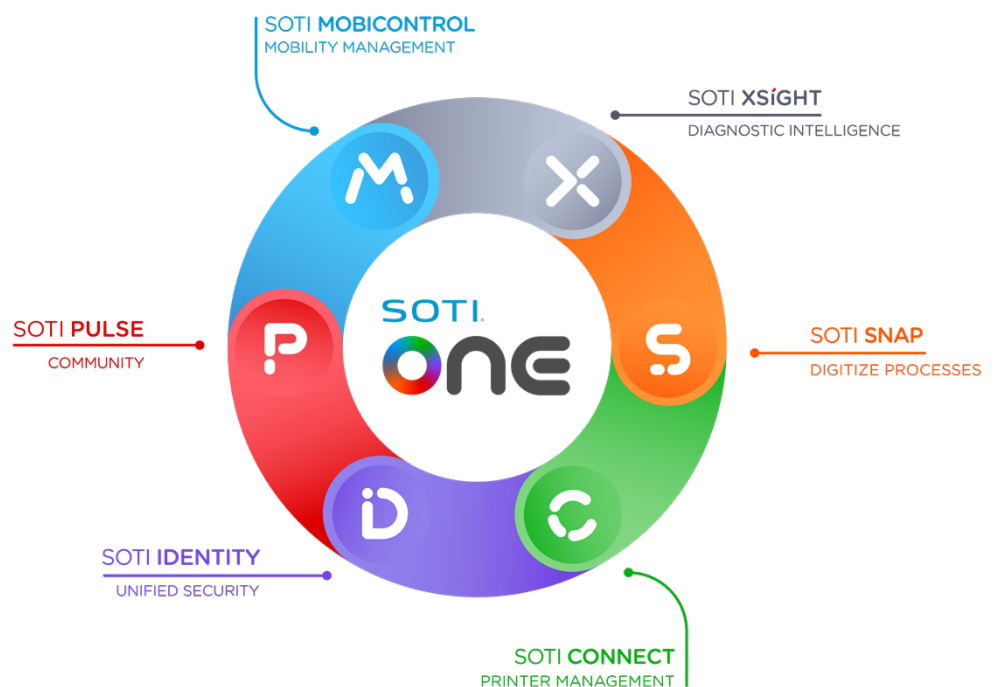 SOTI MOBICONTROL
MOBILITY MANAGEMENT
SOTI XSiGHT
DIAGNOSTIC INTELLIGENCE
M
X
SOTI PULSE
COMMUNITY
P
SOTI
ONE
S
SOTI SNAP
DIGITIZE PROCESSES
iD
C
SOTI IDENTITY
UNIFIED SECURITY
SOTI CONNECT
PRINTER MANAGEMENT